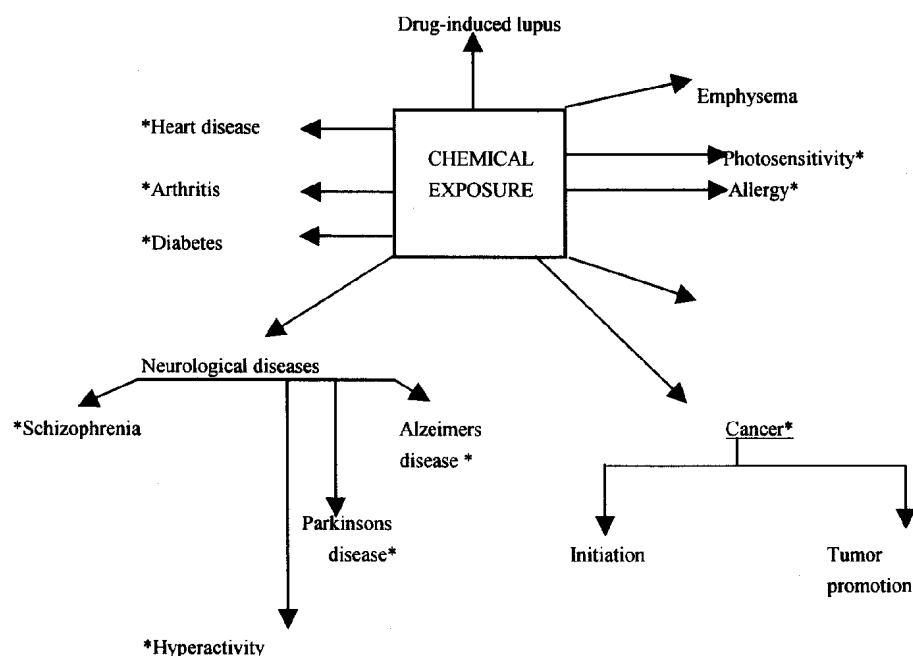 Drug-induced lupus
Emphysema
*Heart disease
CHEMICAL
EXPOSURE
Photosensitivity*
*Arthritis
Allergy*
*Diabetes
Neurological diseases
*Schizophrenia
Alzeimers
disease *
Cancer*
Parkinsons
disease*
Initiation
Tumor
promotion
*Hyperactivity